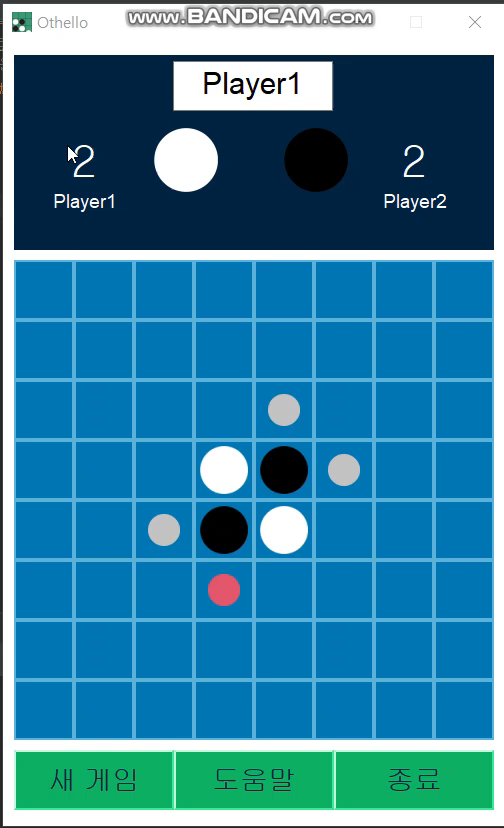 Othello
www.BANDICAM.com
Player1
2
2
Player1
Player2
새 게임
도움말
종료